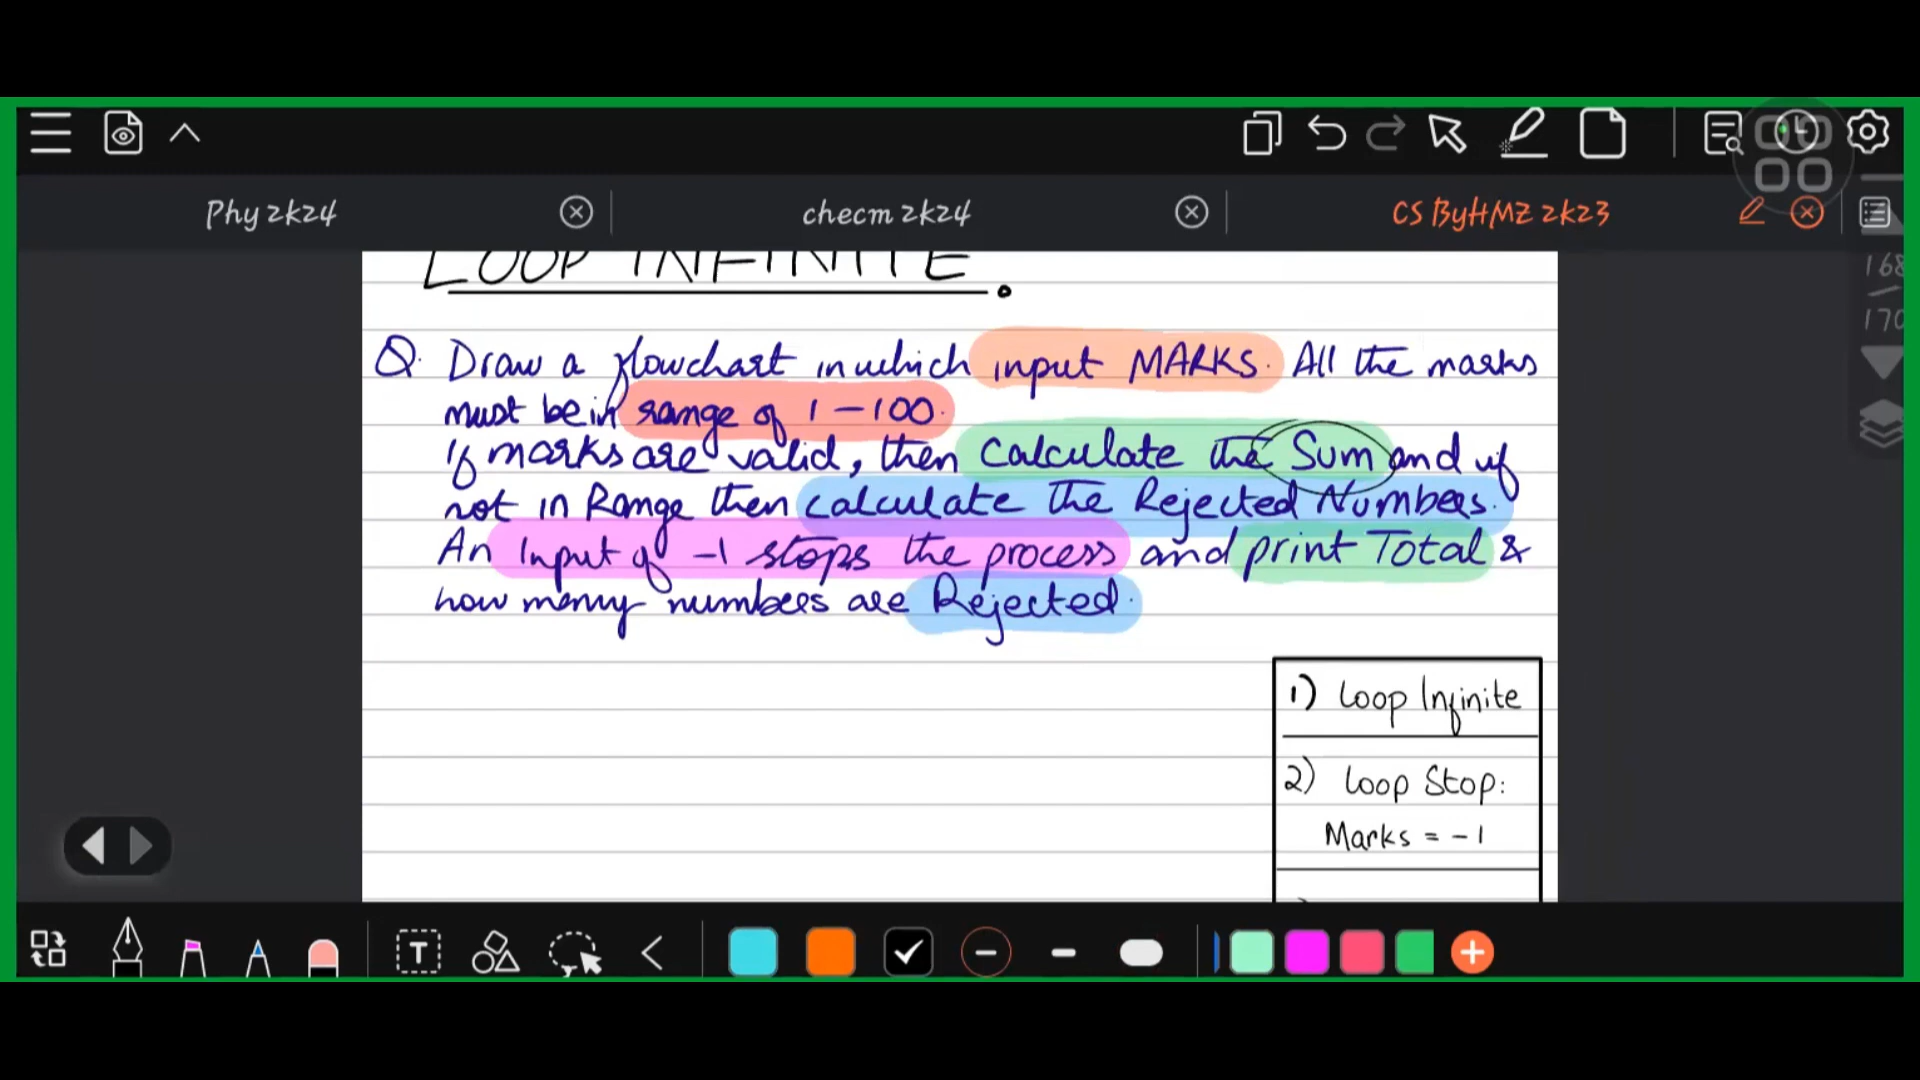 Phy 2k24
checm 2k24
CS ByHMZ 2k23
168
170
LOOP INFINITE.
Q. Draw a flowchart in which input MARKS. All the marks
must be in range of 1 - 100.
If marks are valid, then Calculate the Sum and if
not in Range then calculate the Rejected Numbers.
An Input of -1 stops the process and print Total &
how many numbers are Rejected.
1) Loop Infinite
2) Loop Stop:
Marks = -1
T